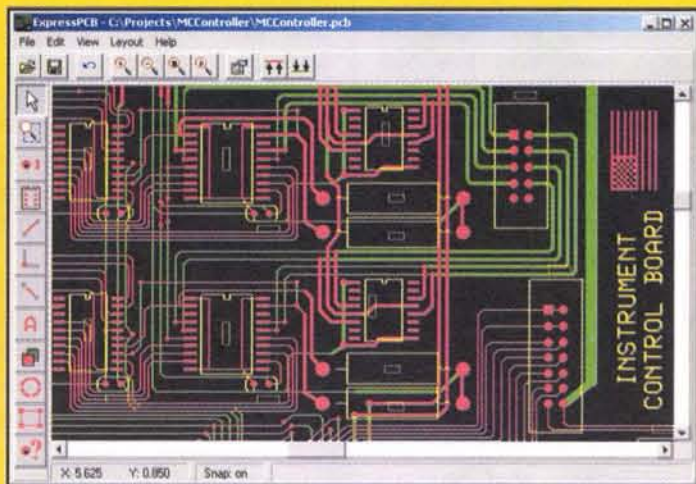 ExpressPCB - C:\Projects\MCController\MCController.pcb
File Edit View Layout Help
INSTRUMENT
CONTROL BOARD
A
X: 5.625 Y: 0.850 Snap: on